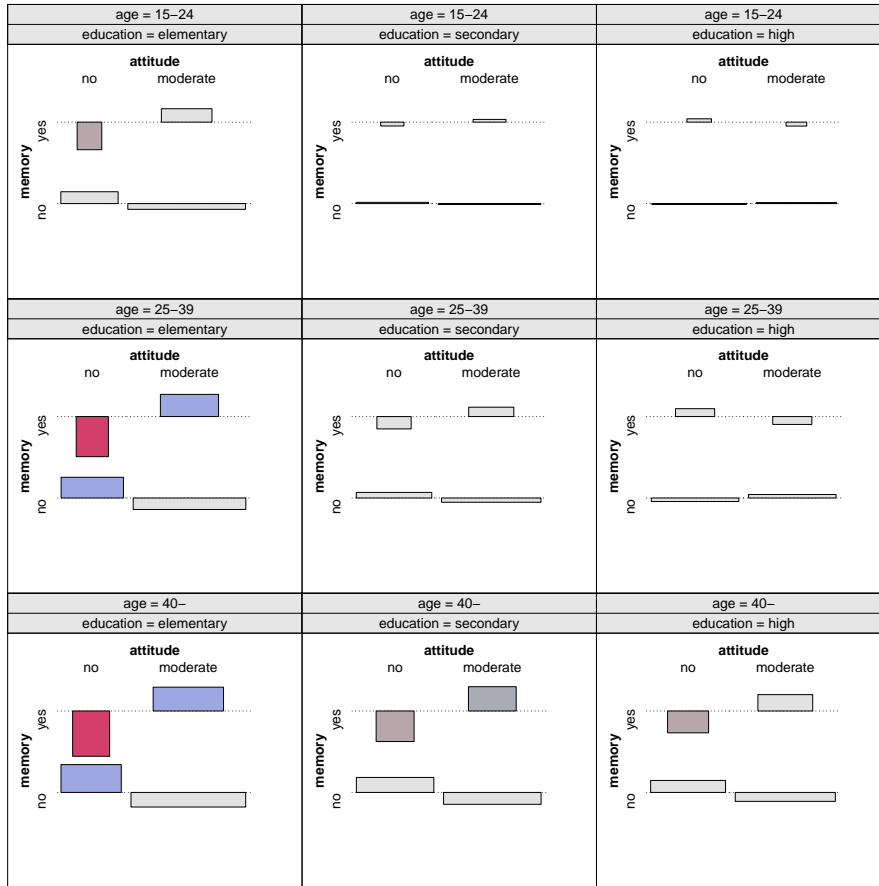 age = 15−24
education = elementary
attitude
no moderate
memory
yes
no
age = 15−24
education = secondary
attitude
no moderate
memory
yes
no
age = 15−24
education = high
attitude
no moderate
memory
yes
no
age = 25−39
education = elementary
attitude
no moderate
memory
yes
no
age = 25−39
education = secondary
attitude
no moderate
memory
yes
no
age = 25−39
education = high
attitude
no moderate
memory
yes
no
age = 40−
education = elementary
attitude
no moderate
memory
yes
no
age = 40−
education = secondary
attitude
no moderate
memory
yes
no
age = 40−
education = high
attitude
no moderate
memory
yes
no